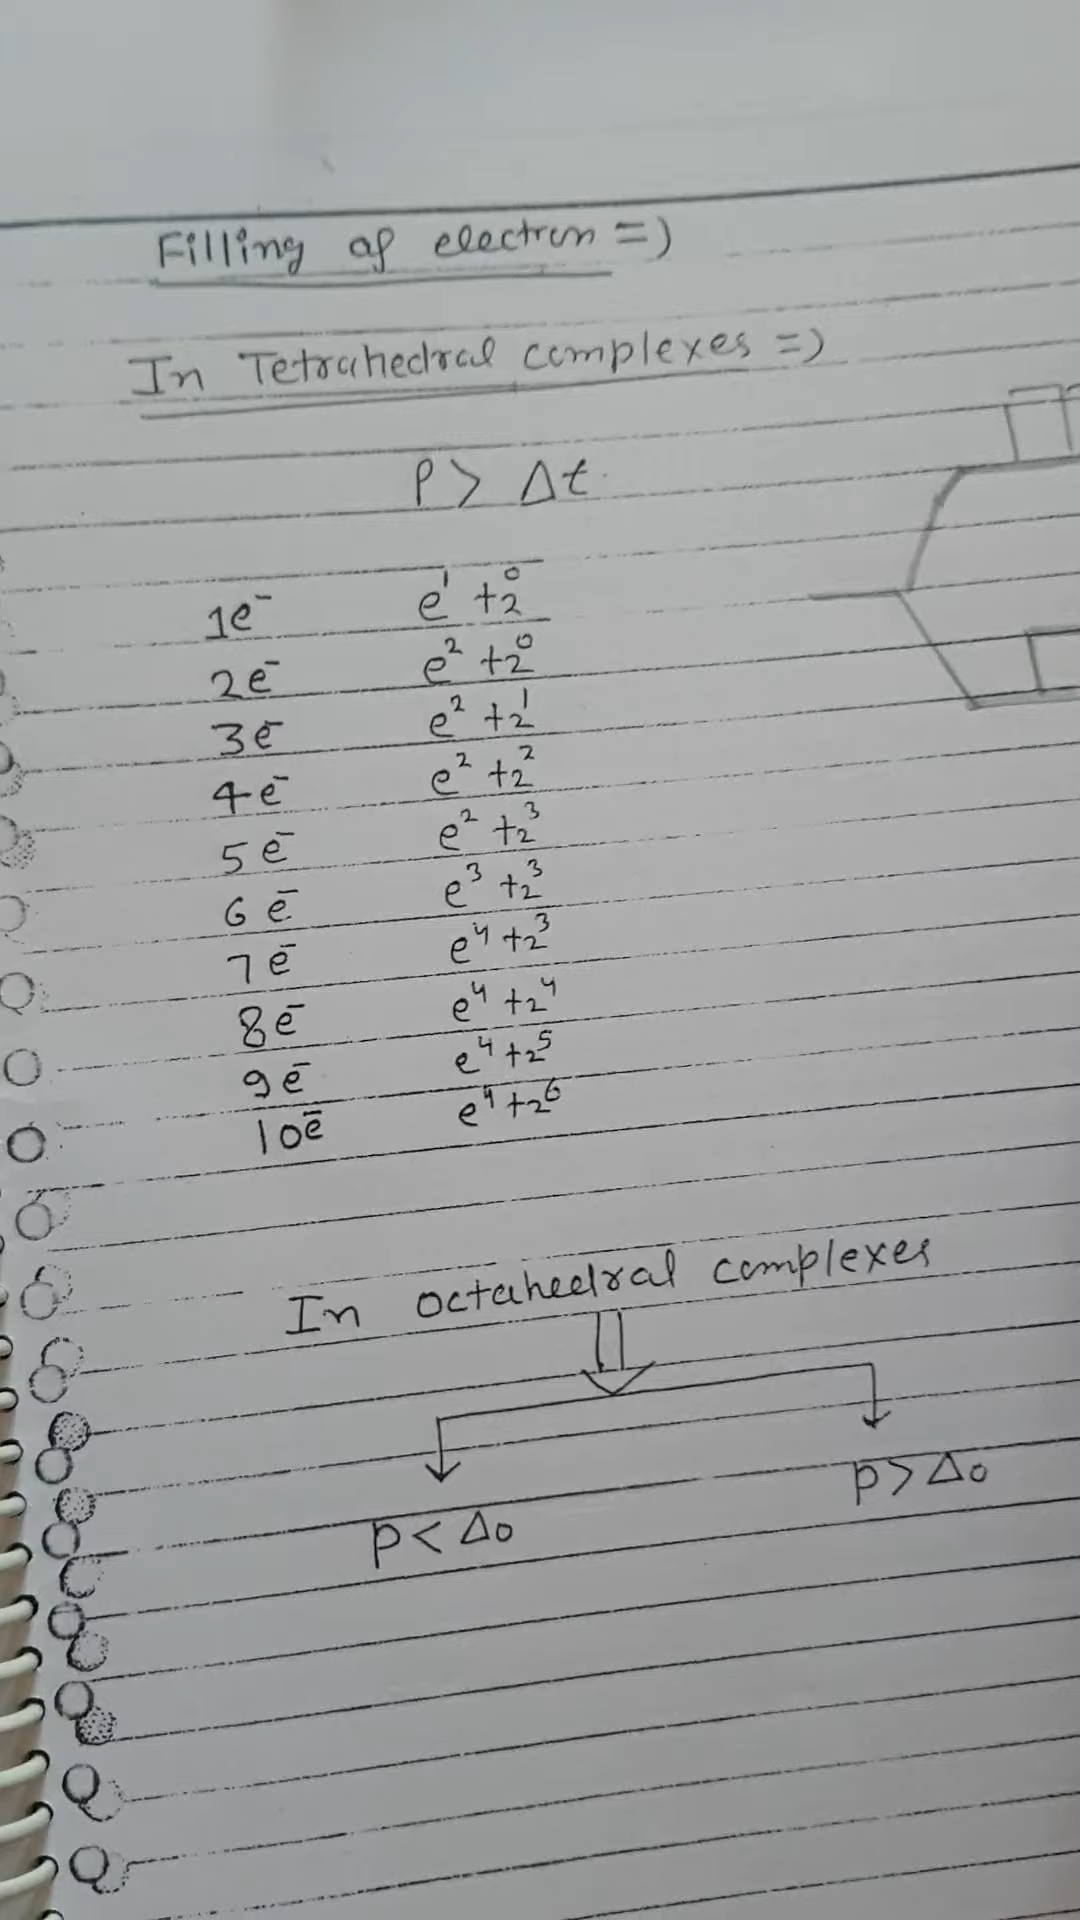 Filling of electron =)
In Tetrahedral complexes =)
P > Δt
1e⁻ e¹ t₂⁰
2e⁻ e² t₂⁰
3e⁻ e² t₂¹
4e⁻ e² t₂²
5e⁻ e² t₂³
6e⁻ e³ t₂³
7e⁻ e⁴ t₂³
8e⁻ e⁴ t₂⁴
9e⁻ e⁴ t₂⁵
10e⁻ e⁴ t₂⁶
In octahedral complexes
P < Δo P > Δo